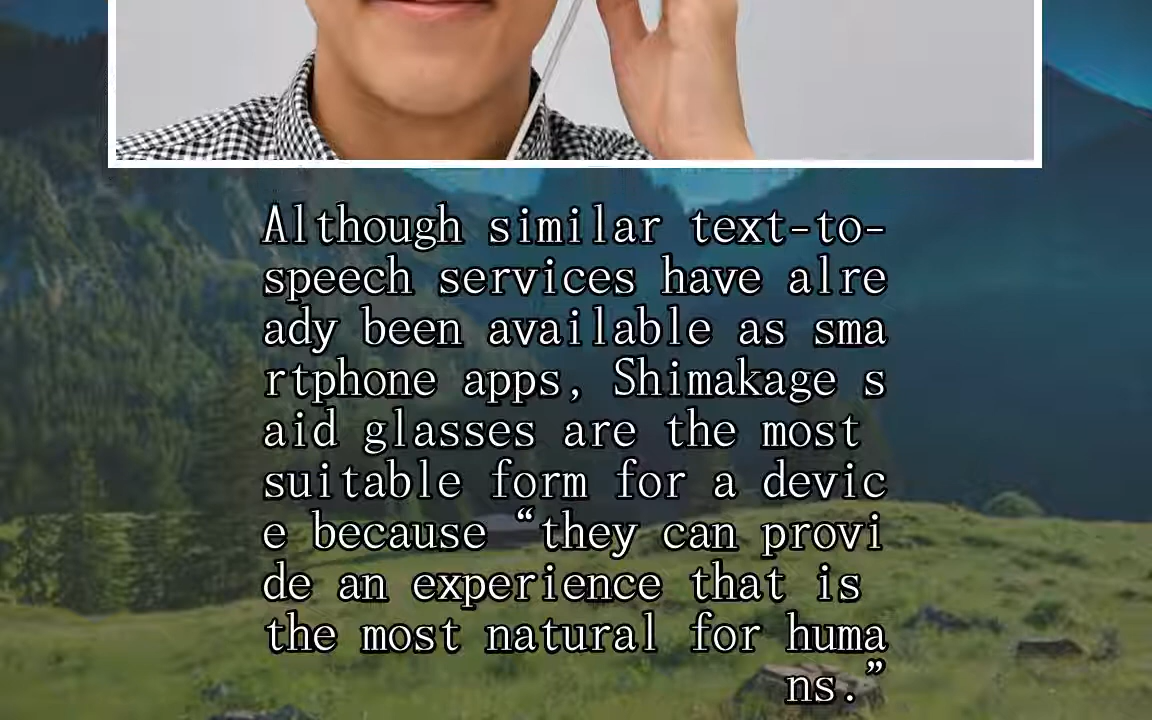 Although similar text-to-
speech services have alre
ady been available as sma
rtphone apps, Shimakage s
aid glasses are the most
suitable form for a devic
e because “they can provi
de an experience that is
the most natural for huma
ns.”